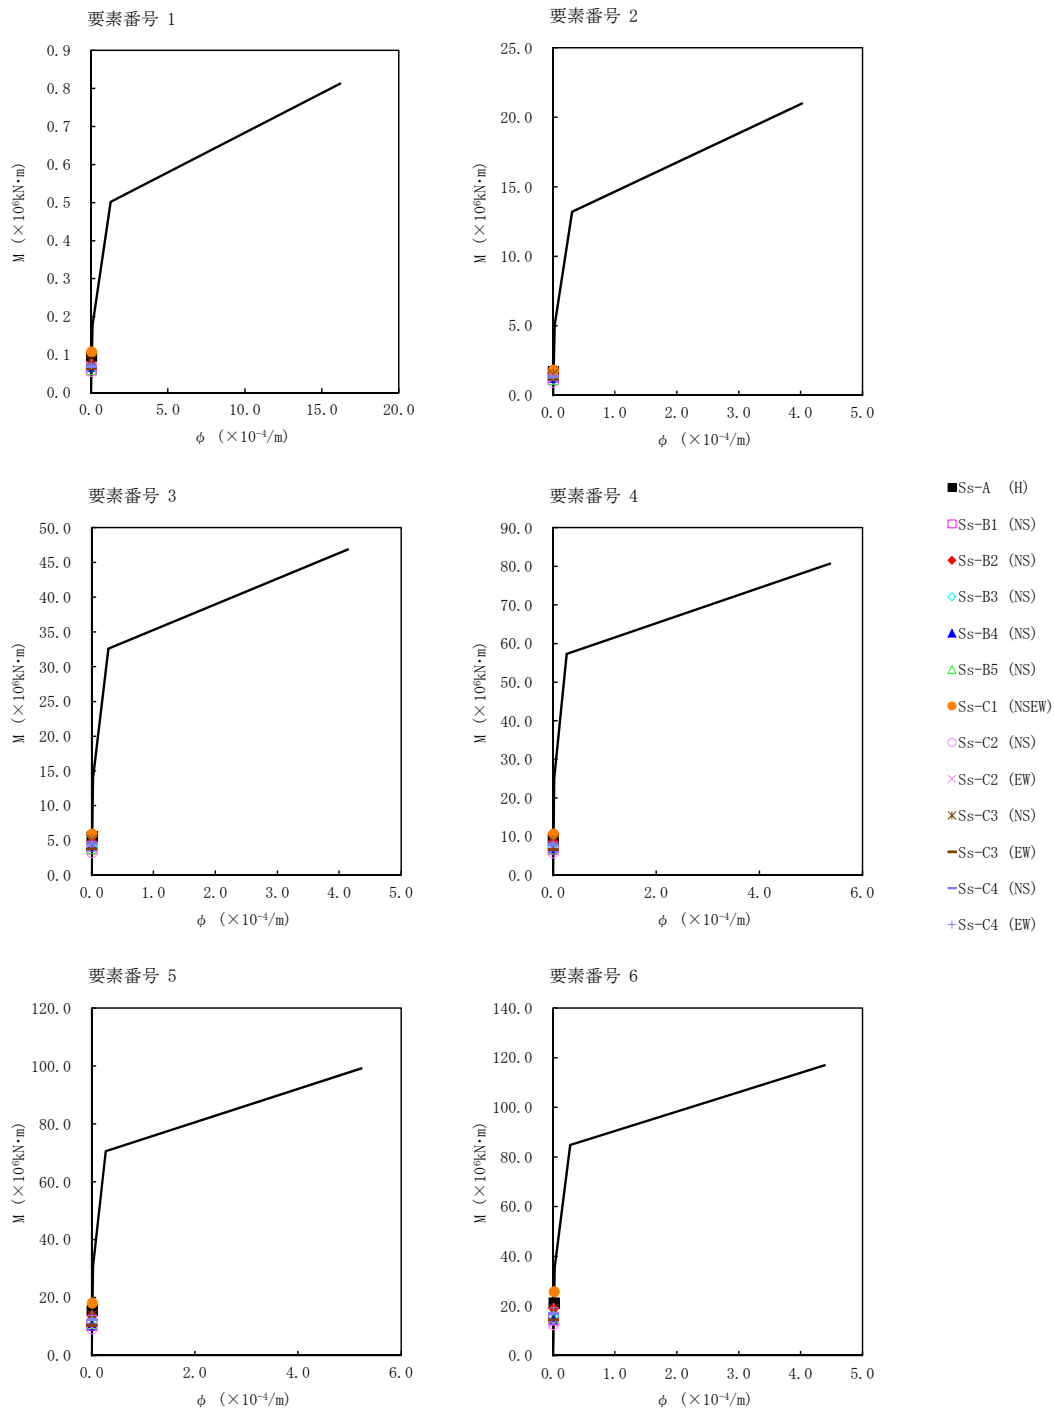 要素番号 1
0.9
0.8
0.7
0.6
0.5
0.4
0.3
0.2
0.1
0.0
M (×10⁶kN・m)
0.0 5.0 10.0 15.0 20.0
φ (×10⁻⁴/m)
要素番号 2
25.0
20.0
15.0
10.0
5.0
0.0
M (×10⁶kN・m)
0.0 1.0 2.0 3.0 4.0 5.0
φ (×10⁻⁴/m)
要素番号 3
50.0
45.0
40.0
35.0
30.0
25.0
20.0
15.0
10.0
5.0
0.0
M (×10⁶kN・m)
0.0 1.0 2.0 3.0 4.0 5.0
φ (×10⁻⁴/m)
要素番号 4
90.0
80.0
70.0
60.0
50.0
40.0
30.0
20.0
10.0
0.0
M (×10⁶kN・m)
0.0 2.0 4.0 6.0
φ (×10⁻⁴/m)
Ss-A (H)
Ss-B1 (NS)
Ss-B2 (NS)
Ss-B3 (NS)
Ss-B4 (NS)
Ss-B5 (NS)
Ss-C1 (NSEW)
Ss-C2 (NS)
Ss-C2 (EW)
Ss-C3 (NS)
Ss-C3 (EW)
Ss-C4 (NS)
Ss-C4 (EW)
要素番号 5
120.0
100.0
80.0
60.0
40.0
20.0
0.0
M (×10⁶kN・m)
0.0 2.0 4.0 6.0
φ (×10⁻⁴/m)
要素番号 6
140.0
120.0
100.0
80.0
60.0
40.0
20.0
0.0
M (×10⁶kN・m)
0.0 1.0 2.0 3.0 4.0 5.0
φ (×10⁻⁴/m)